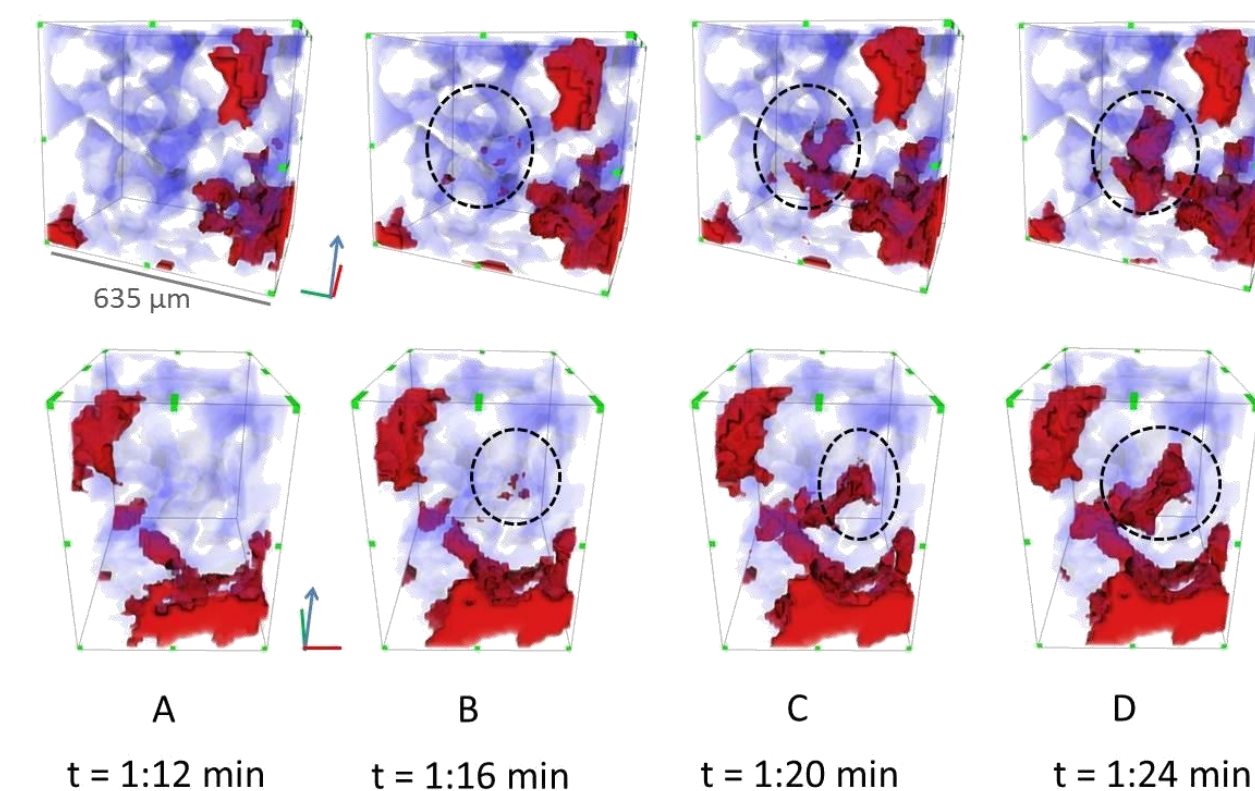 635 µm
A
B
C
D
t = 1:12 min
t = 1:16 min
t = 1:20 min
t = 1:24 min